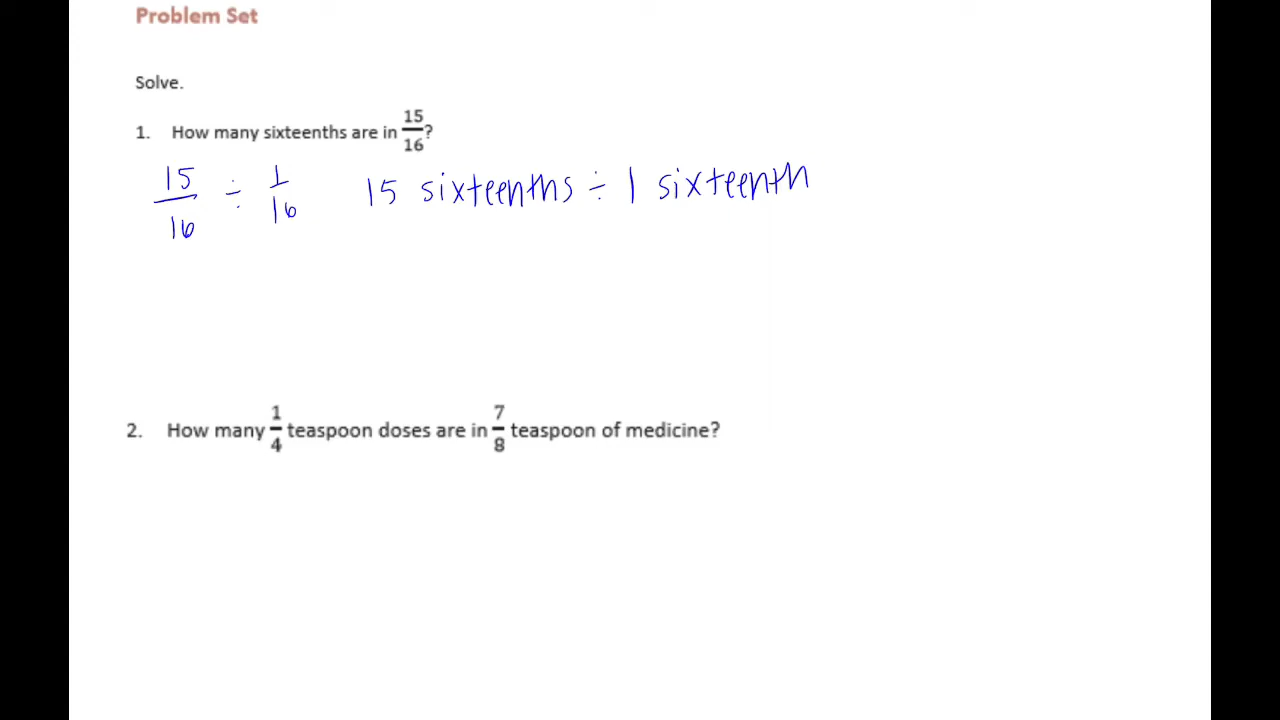 Problem Set
Solve.
1. How many sixteenths are in 15/16?
15/16 ÷ 1/16 15 sixteenths ÷ 1 sixteenth
2. How many 1/4 teaspoon doses are in 7/8 teaspoon of medicine?